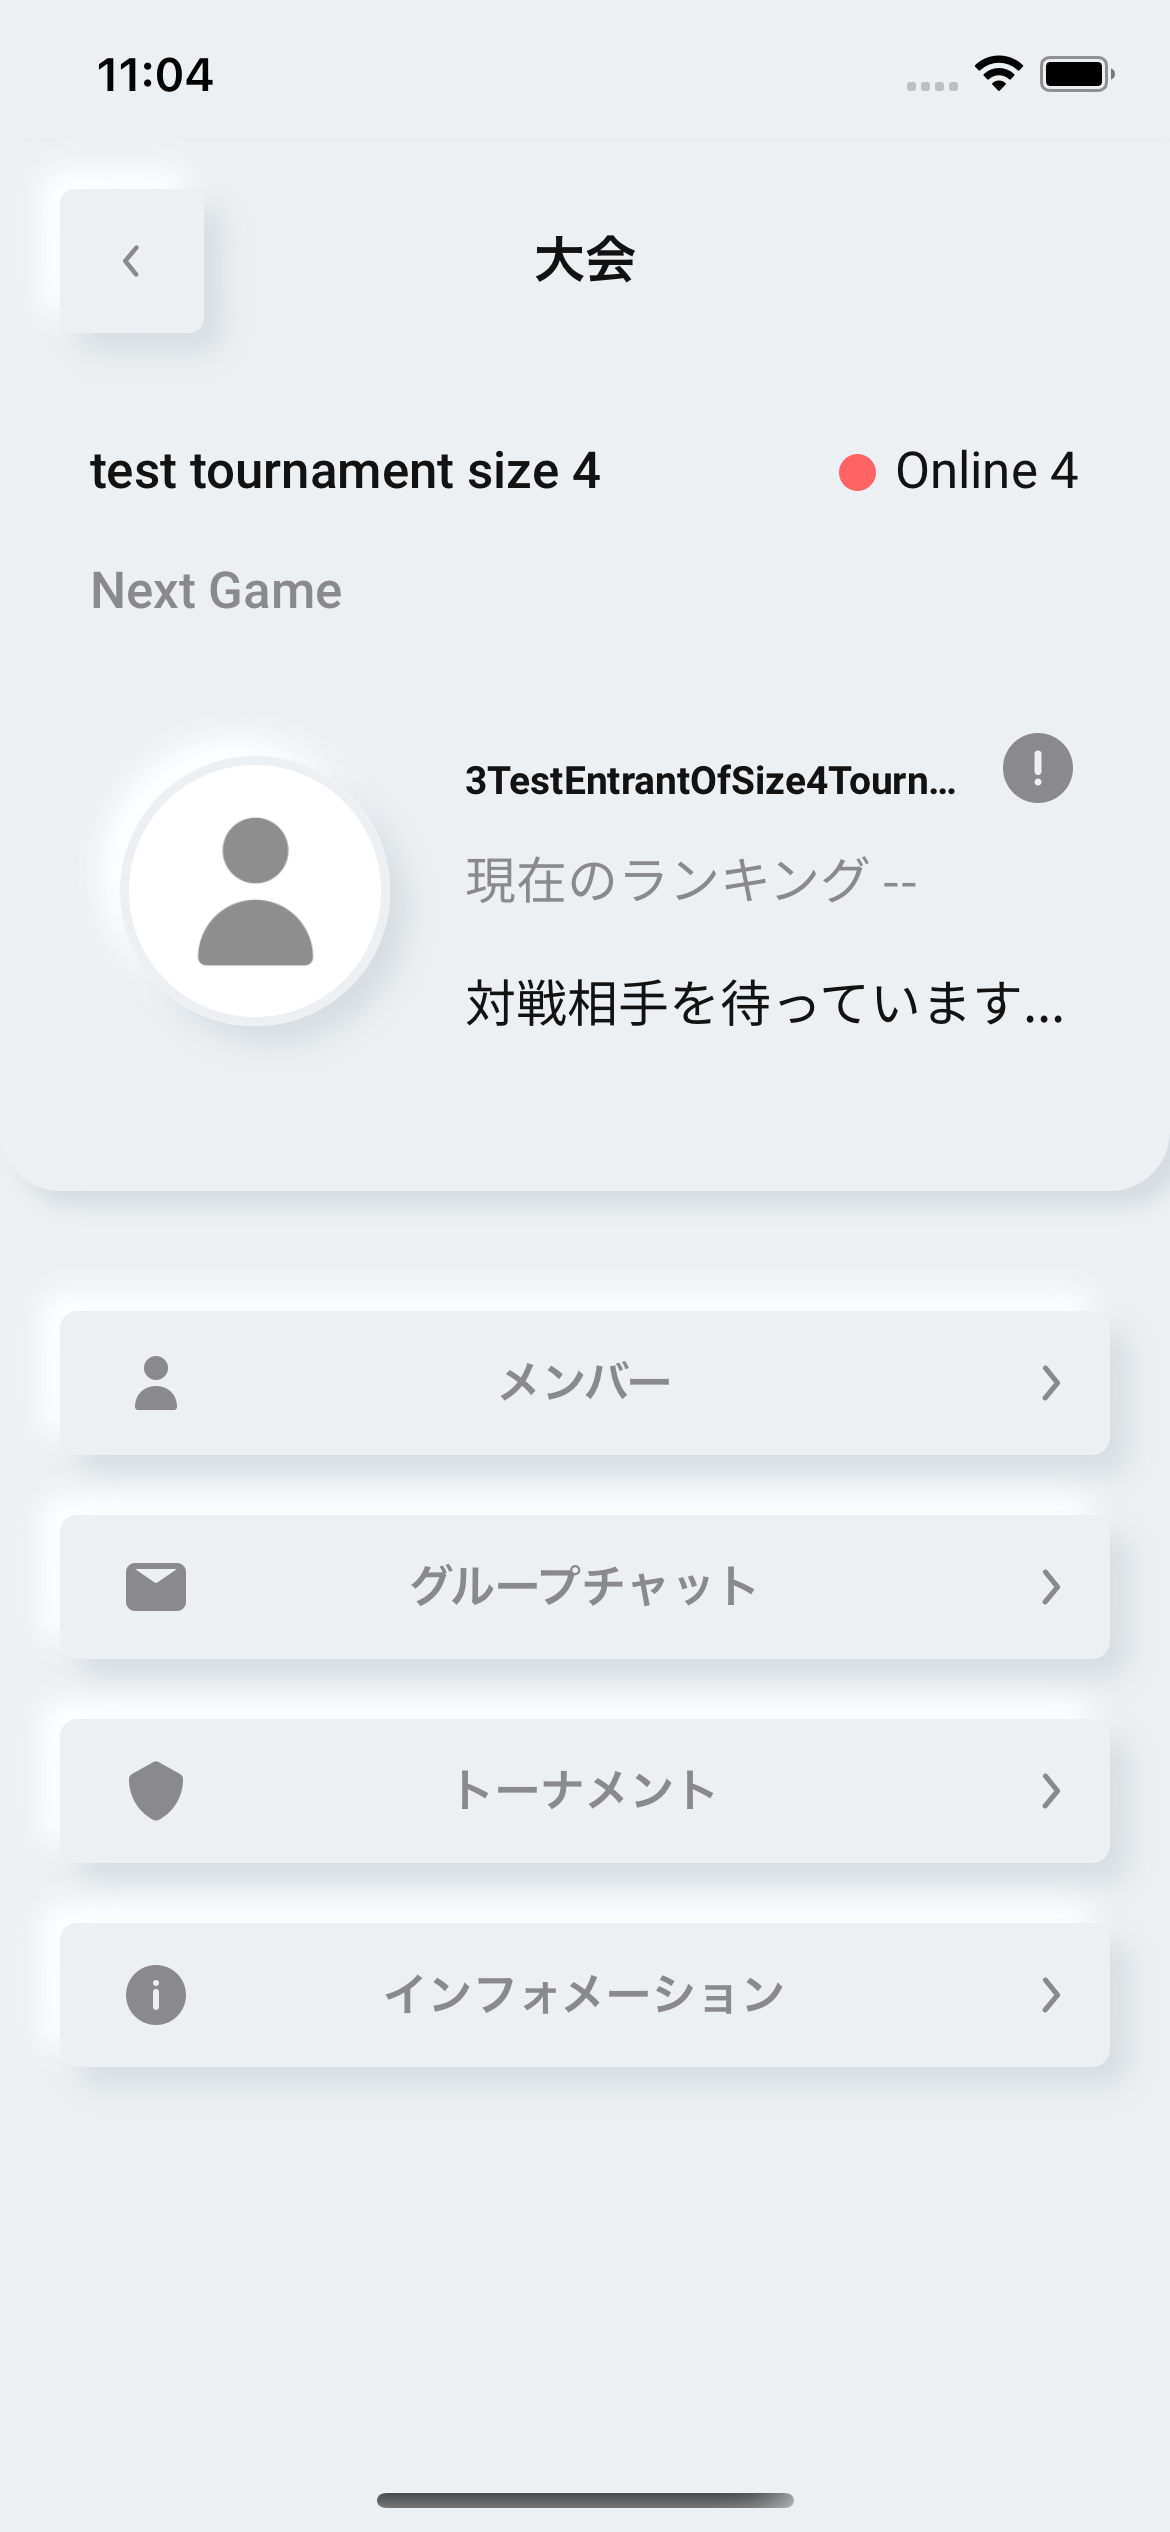 11:04
大会
test tournament size 4
Online 4
Next Game
3TestEntrantOfSize4Tourn...
現在のランキング --
対戦相手を待っています...
メンバー
グループチャット
トーナメント
インフォメーション